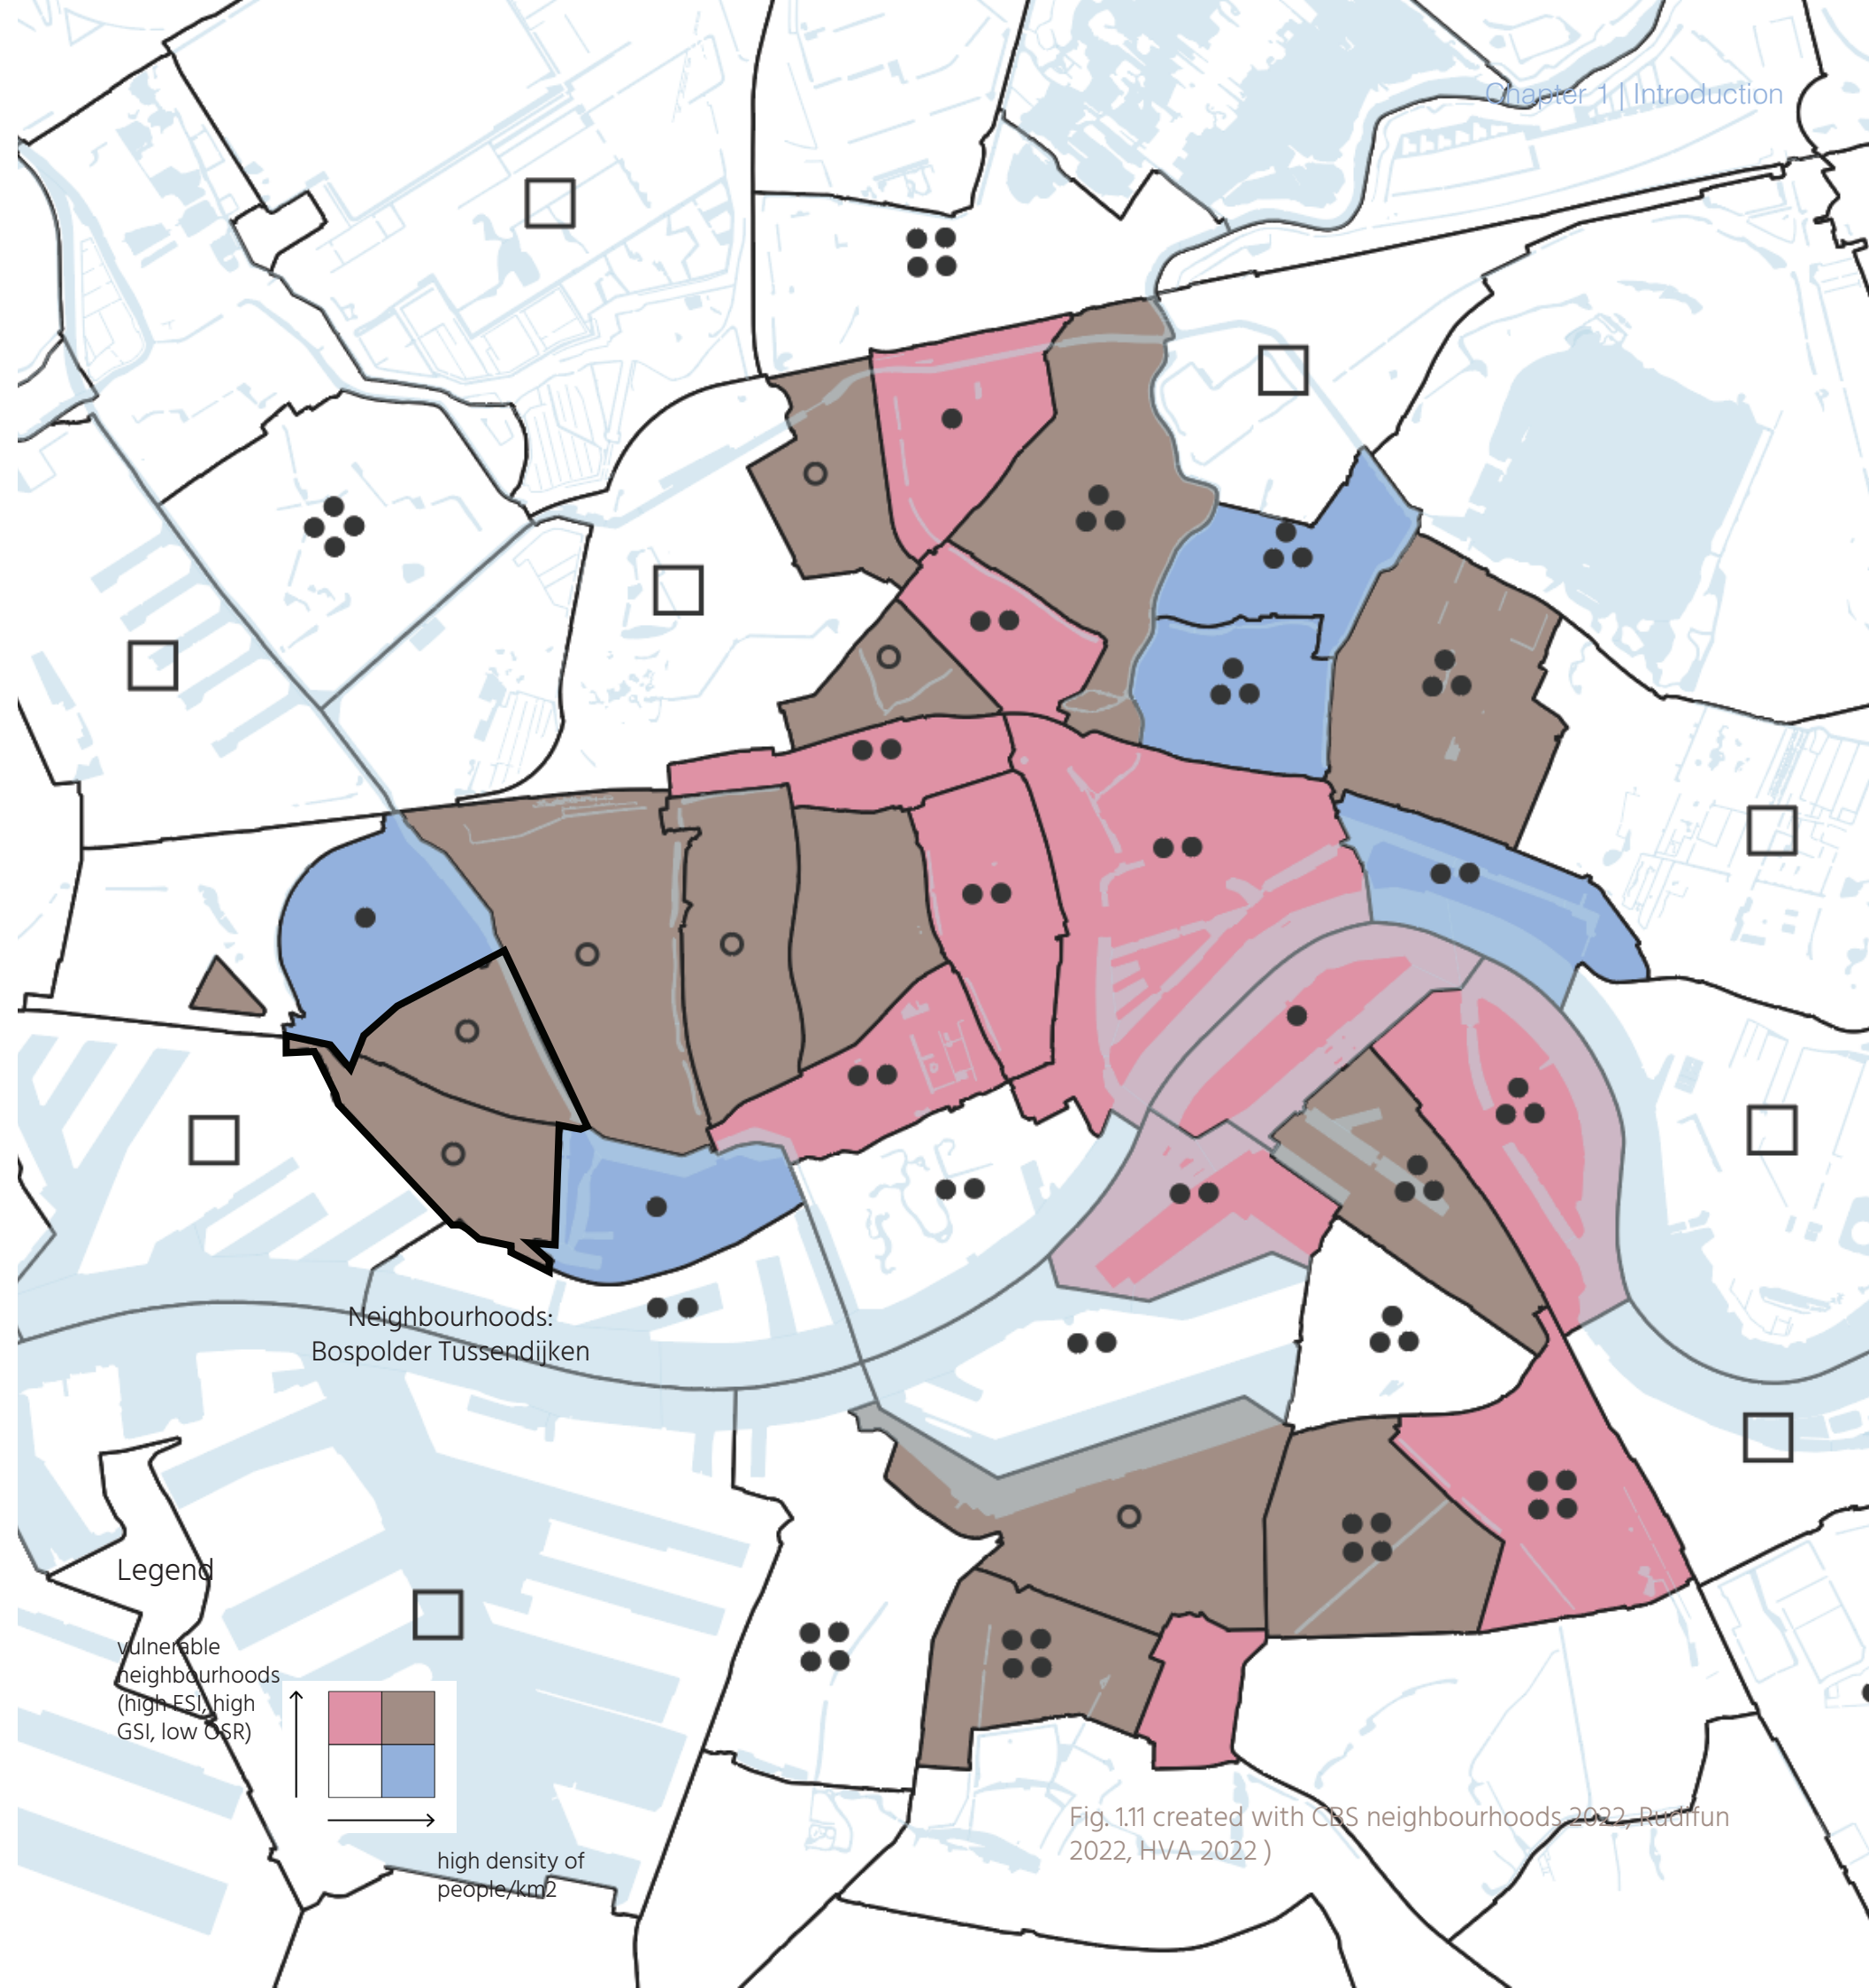 Chapter 1 | Introduction
Neighbourhoods:
Bospolder Tussendijken
Legend
vulnerable
neighbourhoods
(high FSI, high
GSI, low OSR)
high density of
people/km2
Fig. 1.11 created with CBS neighbourhoods 2022, Rudifun
2022, HVA 2022 )